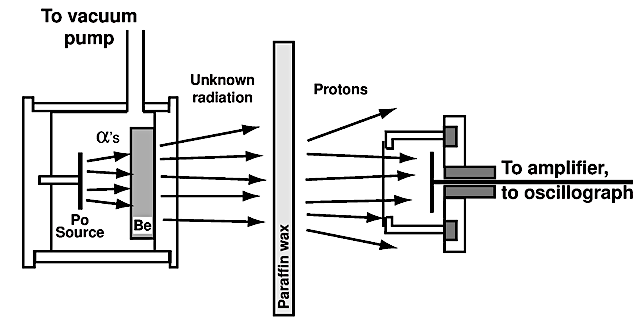 To vacuum
pump
Unknown
radiation
Protons
α's
Po
Source
Be
Paraffin wax
To amplifier,
to oscillograph